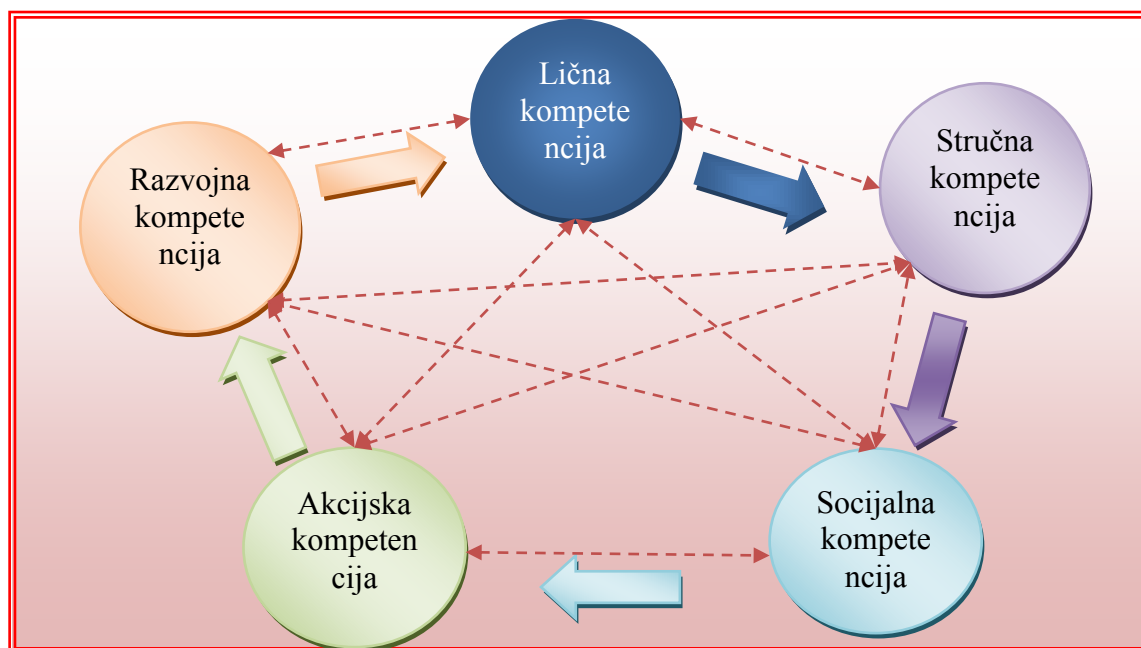 Lična
kompete
ncija
Stručna
kompete
ncija
Razvojna
kompete
ncija
Akcijska
kompeten
cija
Socijalna
kompete
ncija